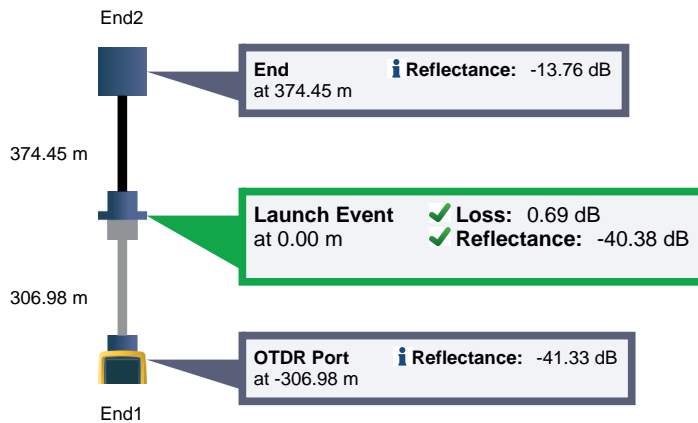 End2
End
at 374.45 m
i Reflectance: -13.76 dB
374.45 m
Launch Event
at 0.00 m
Loss: 0.69 dB
Reflectance: -40.38 dB
306.98 m
OTDR Port
at -306.98 m
i Reflectance: -41.33 dB
End1